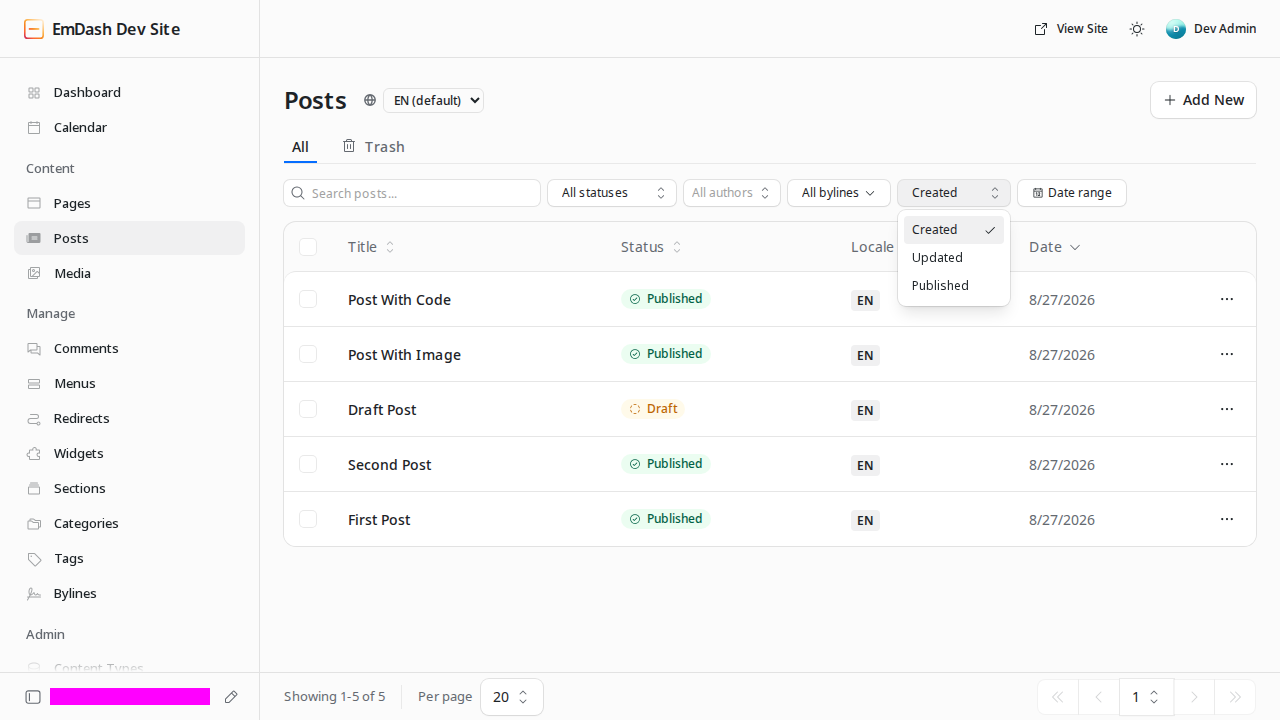 EmDash Dev Site
View Site
Dev Admin
Dashboard
Calendar
Content
Pages
Posts
Media
Manage
Comments
Menus
Redirects
Widgets
Sections
Categories
Tags
Bylines
Admin
Content Types
Posts
EN (default)
Add New
All
Trash
Search posts...
All statuses
All authors
All bylines
Created
Date range
Created
Updated
Published
Title
Status
Locale
Date
Post With Code
Published
EN
8/27/2026
Post With Image
Published
EN
8/27/2026
Draft Post
Draft
EN
8/27/2026
Second Post
Published
EN
8/27/2026
First Post
Published
EN
8/27/2026
Showing 1-5 of 5
Per page
20
1